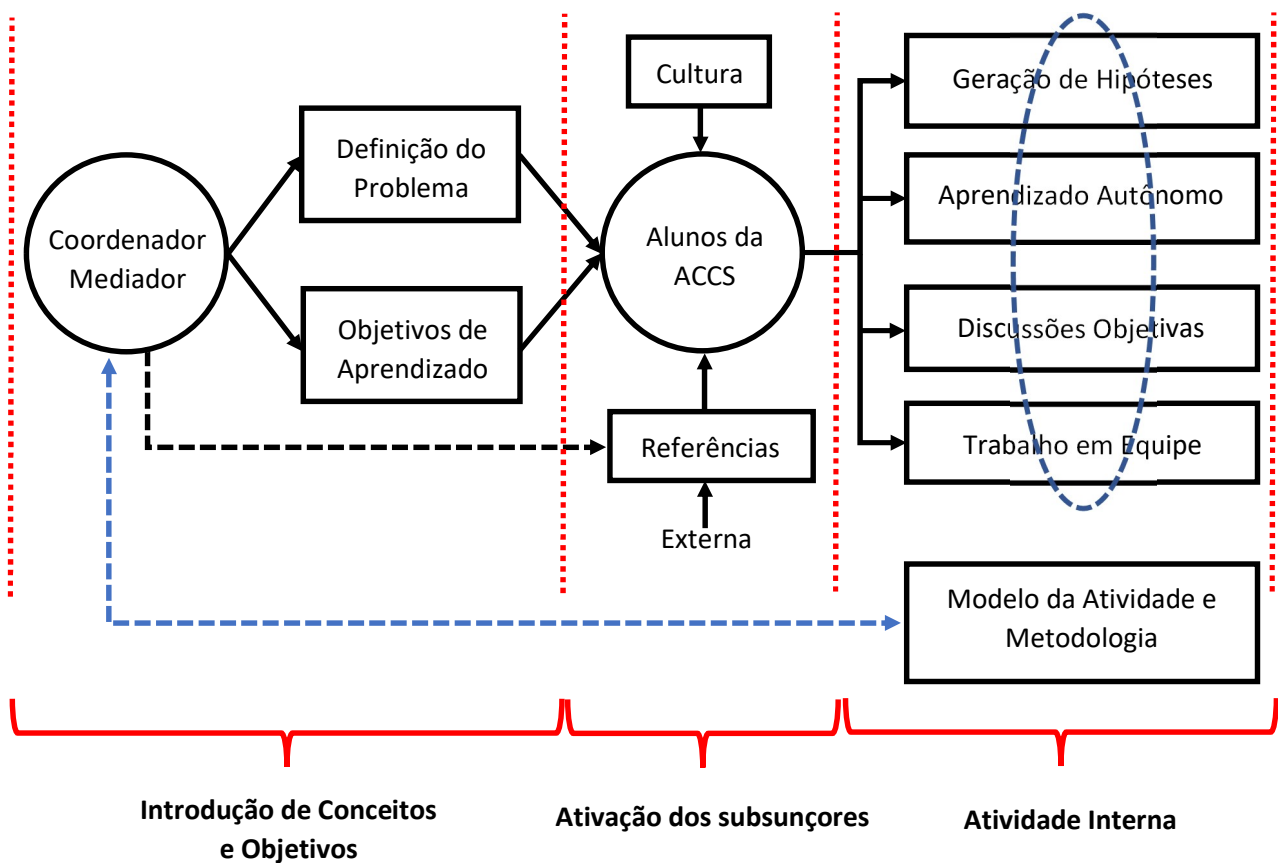 Coordenador
Mediador
Definição do
Problema
Objetivos de
Aprendizado
Cultura
Alunos da
ACCS
Referências
Externa
Geração de Hipóteses
Aprendizado Autônomo
Discussões Objetivas
Trabalho em Equipe
Modelo da Atividade e
Metodologia
Introdução de Conceitos
e Objetivos
Ativação dos subsunçores
Atividade Interna